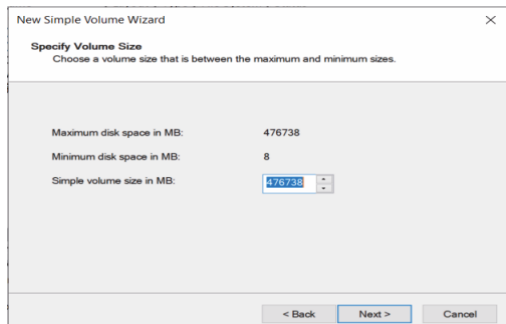 New Simple Volume Wizard
Specify Volume Size
Choose a volume size that is between the maximum and minimum sizes.
Maximum disk space in MB: 476738
Minimum disk space in MB: 8
Simple volume size in MB: 476738
< Back Next > Cancel